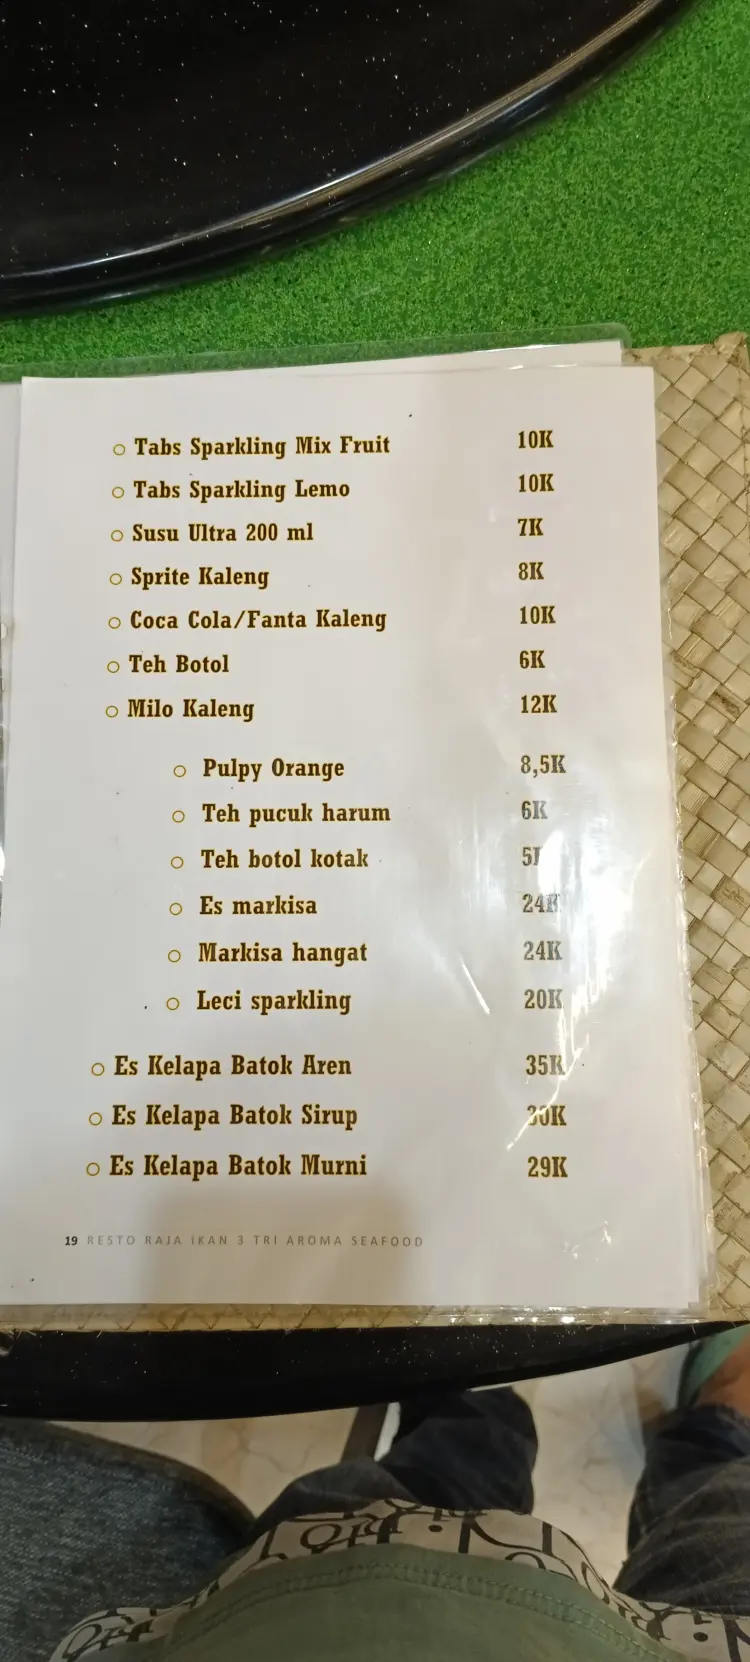 Tabs Sparkling Mix Fruit 10K
Tabs Sparkling Lemo 10K
Susu Ultra 200 ml 7K
Sprite Kaleng 8K
Coca Cola/Fanta Kaleng 10K
Teh Botol 6K
Milo Kaleng 12K
Pulpy Orange 8,5K
Teh pucuk harum 6K
Teh botol kotak 5K
Es markisa 24K
Markisa hangat 24K
Leci sparkling 20K
Es Kelapa Batok Aren 35K
Es Kelapa Batok Sirup 30K
Es Kelapa Batok Murni 29K
19 RESTO RAJA IKAN 3 TRI AROMA SEAFOOD